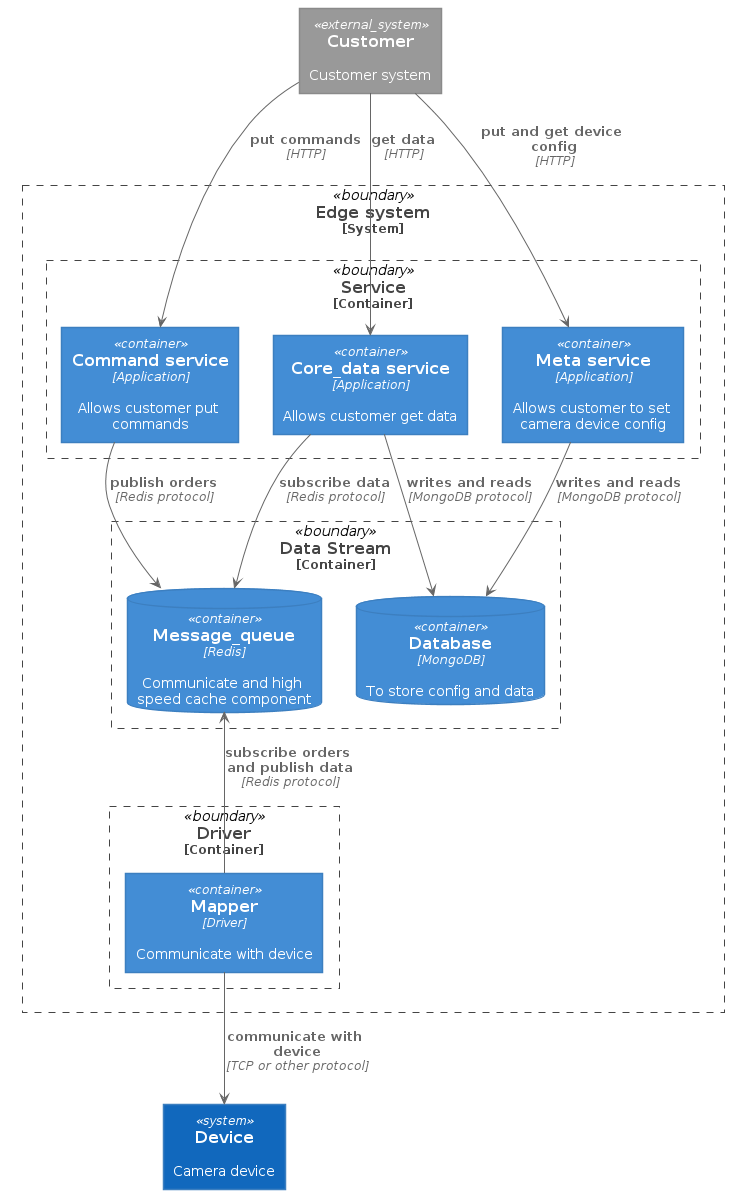 «external_system»
Customer
Customer system
put commands
[HTTP]
get data
[HTTP]
put and get device
config
[HTTP]
«boundary»
Edge system
[System]
«boundary»
Service
[Container]
«container»
Command service
[Application]
Allows customer put
commands
«container»
Core_data service
[Application]
Allows customer get data
«container»
Meta service
[Application]
Allows customer to set
camera device config
publish orders
[Redis protocol]
subscribe data
[Redis protocol]
writes and reads
[MongoDB protocol]
writes and reads
[MongoDB protocol]
«boundary»
Data Stream
[Container]
«container»
Message_queue
[Redis]
Communicate and high
speed cache component
«container»
Database
[MongoDB]
To store config and data
subscribe orders
and publish data
[Redis protocol]
«boundary»
Driver
[Container]
«container»
Mapper
[Driver]
Communicate with device
communicate with
device
[TCP or other protocol]
«system»
Device
Camera device